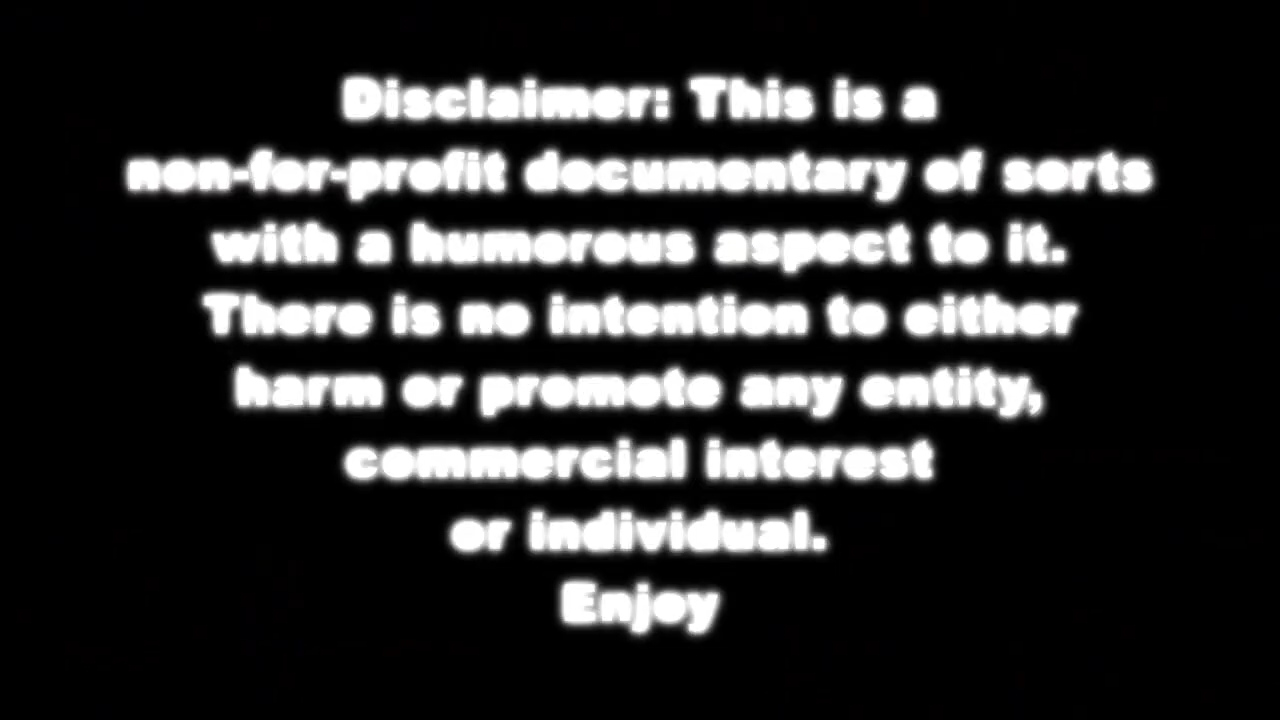 Disclaimer: This is a
non-for-profit documentary of sorts
with a humorous aspect to it.
There is no intention to either
harm or promote any entity,
commercial interest
or individual.
Enjoy